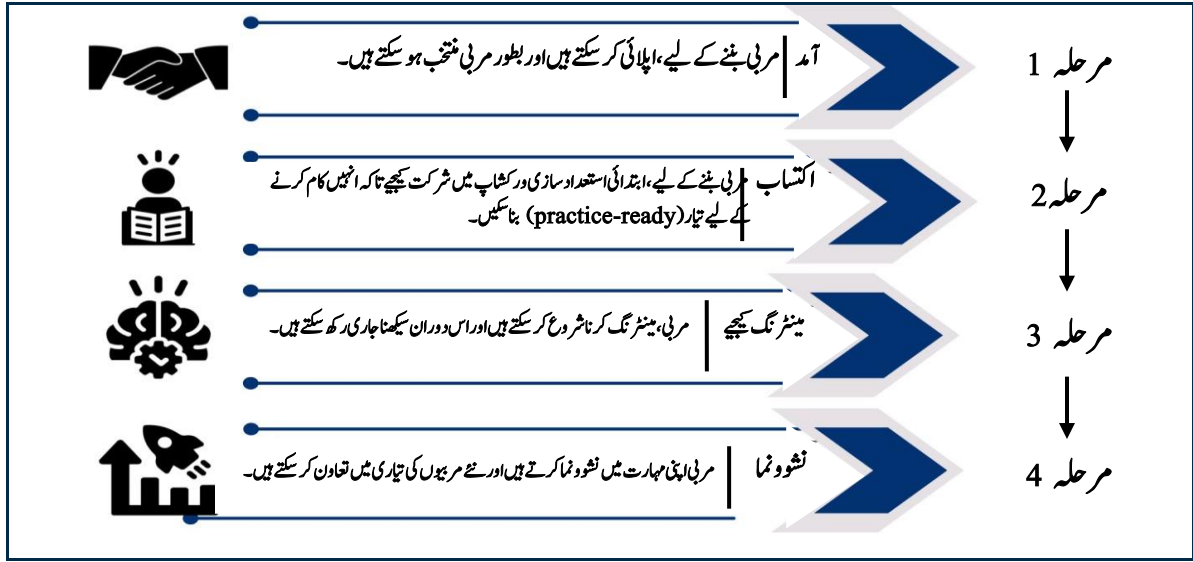 مرحلہ 1
آمد | مربی بننے کے لیے، اپلائی کر سکتے ہیں اور بطور مربی منتخب ہو سکتے ہیں۔
مرحلہ 2
اکتساب | مربی بننے کے لیے، ابتدائی استعداد سازی ورکشاپ میں شرکت کیجیے تاکہ انہیں کام کرنے
کے لیے تیار (practice-ready) بنا سکیں۔
مرحلہ 3
مینٹرنگ کیجیے | مربی، مینٹرنگ کرنا شروع کر سکتے ہیں اور اس دوران سیکھنا جاری رکھ سکتے ہیں۔
مرحلہ 4
نشوونما | مربی اپنی مہارت میں نشوونما کرتے ہیں اور نئے مربیوں کی تیاری میں تعاون کر سکتے ہیں۔